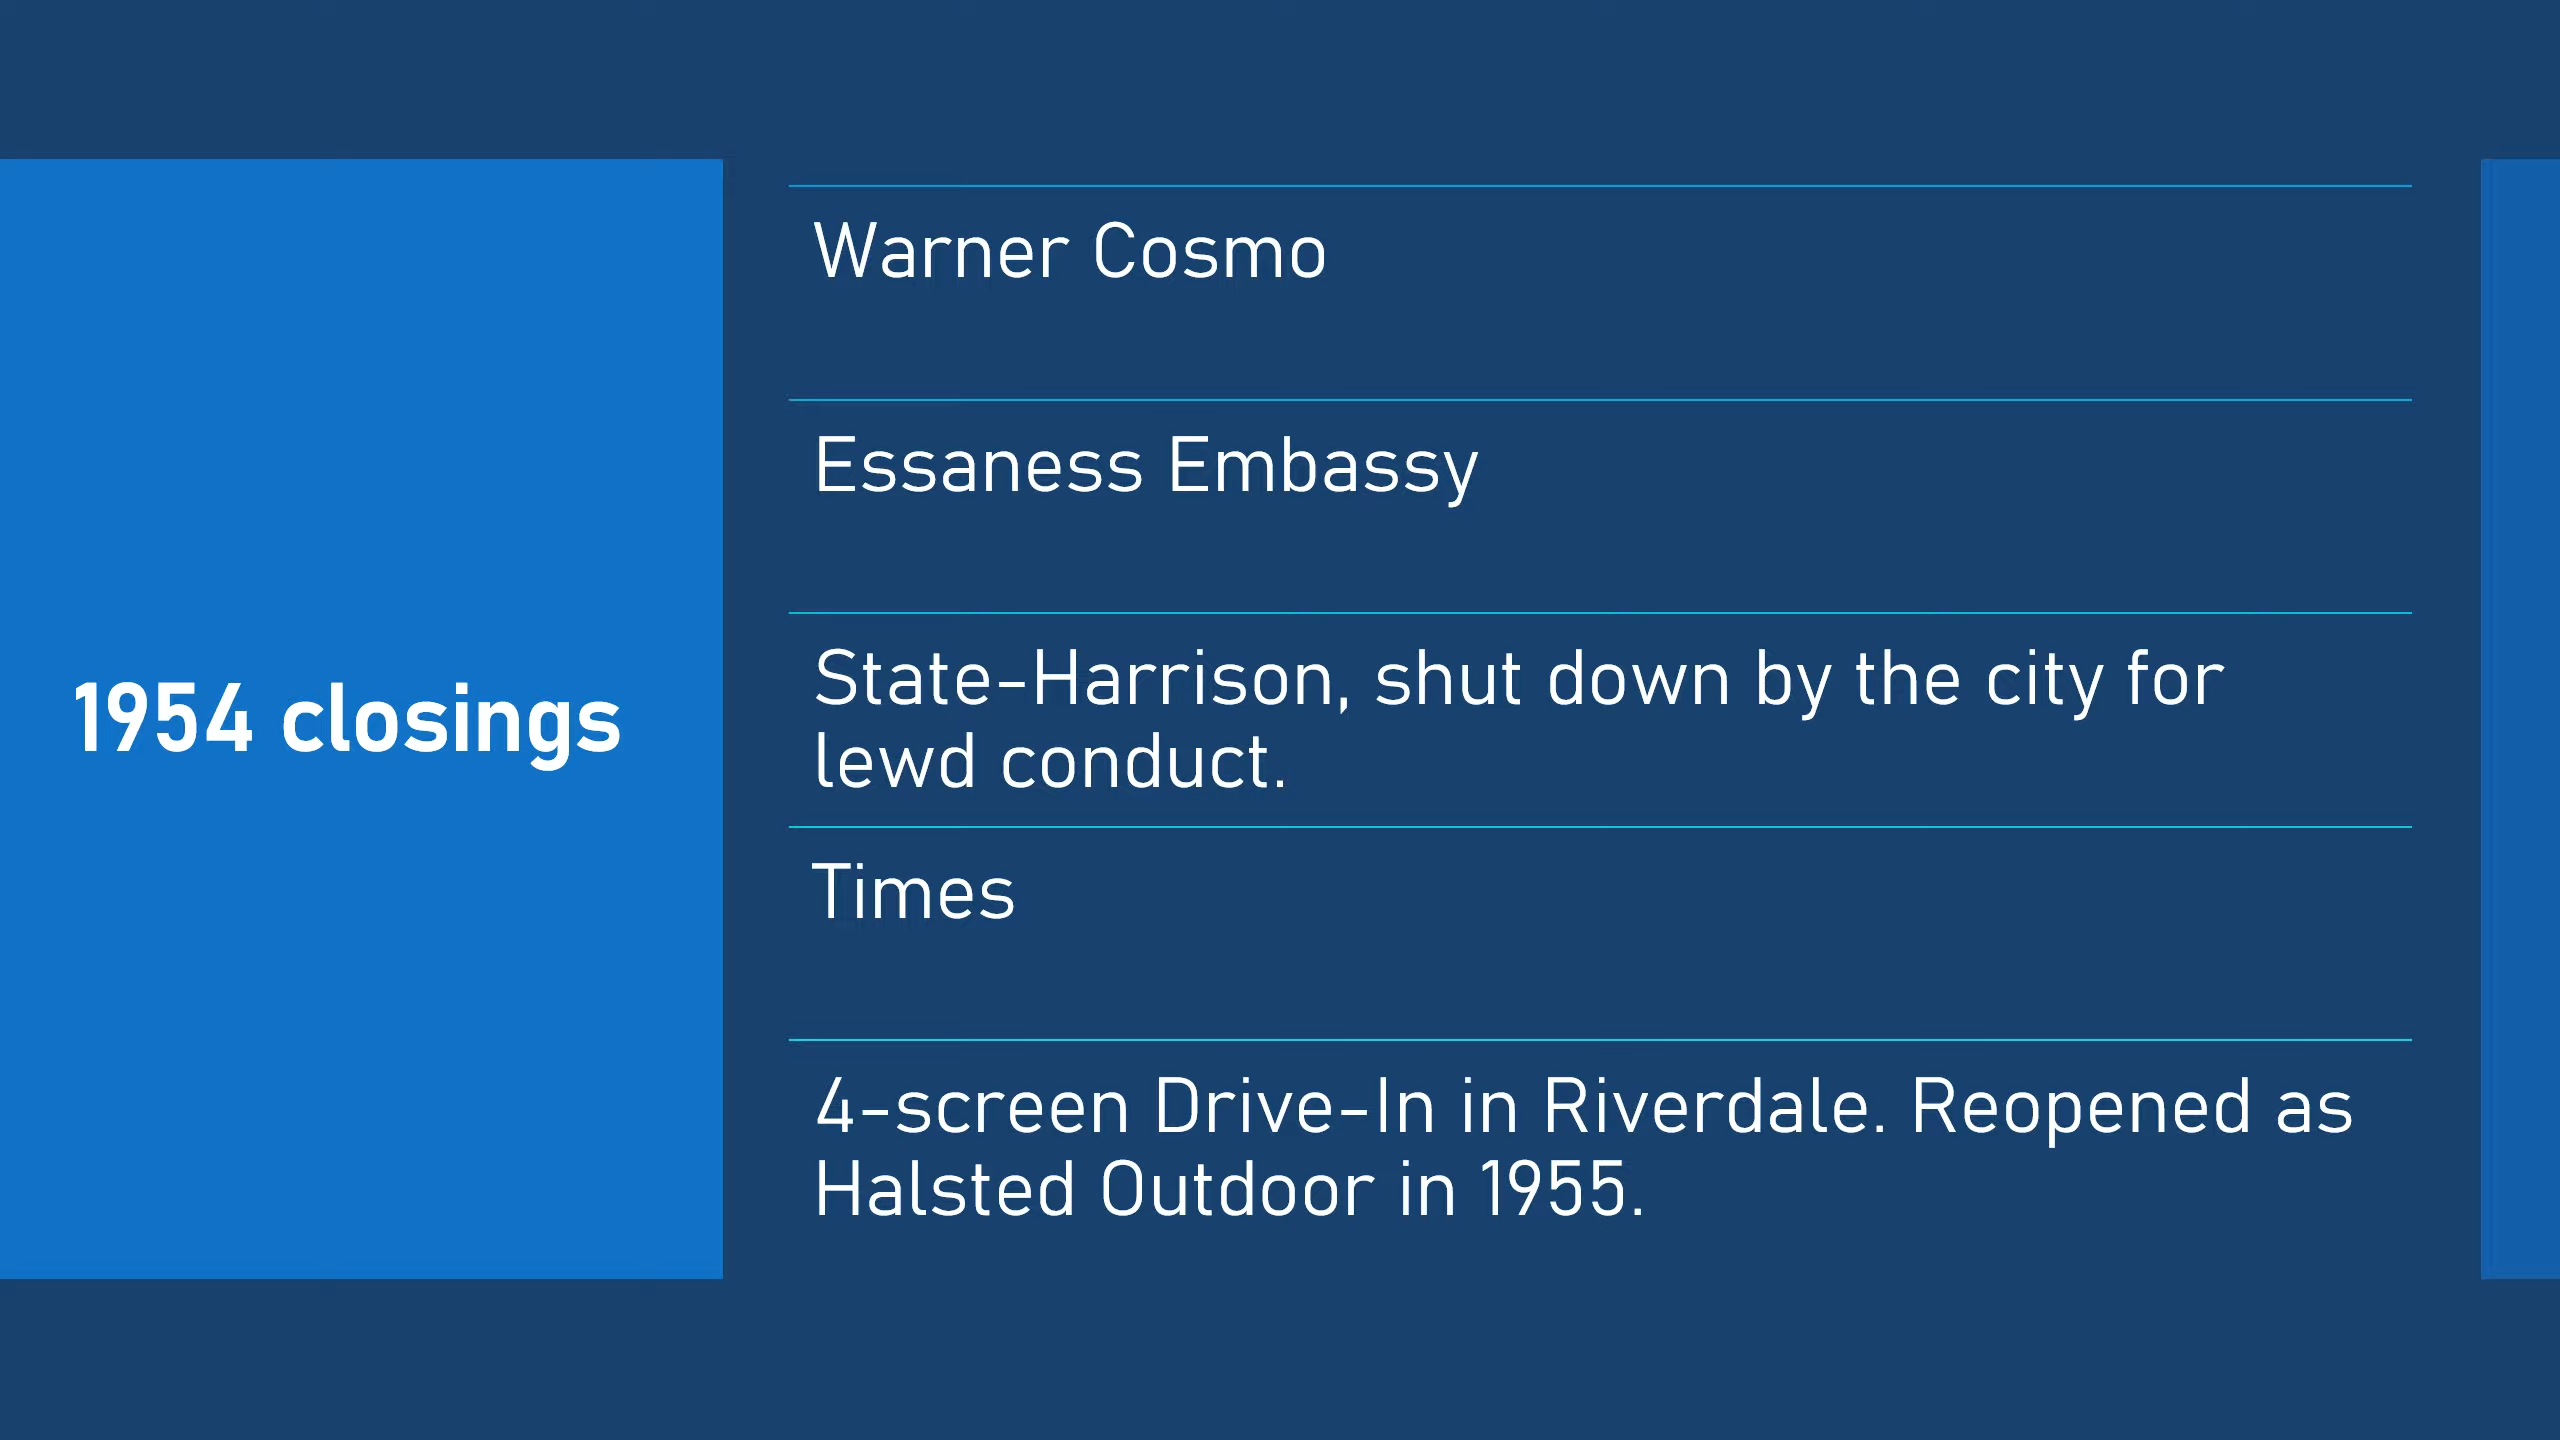 1954 closings
Warner Cosmo
Essaness Embassy
State-Harrison, shut down by the city for
lewd conduct.
Times
4-screen Drive-In in Riverdale. Reopened as
Halsted Outdoor in 1955.